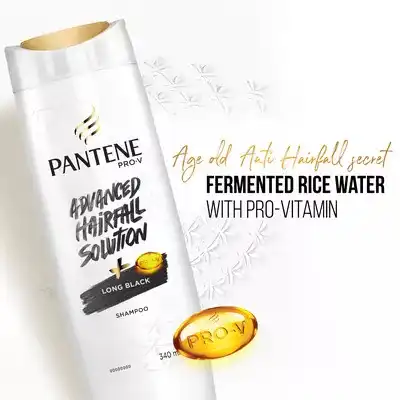 PANTENE
PRO-V
ADVANCED
HAIRFALL
SOLUTION
+
LONG BLACK
SHAMPOO
340 m
Age old Anti Hairfall secret
FERMENTED RICE WATER
WITH PRO-VITAMIN
PRO-V